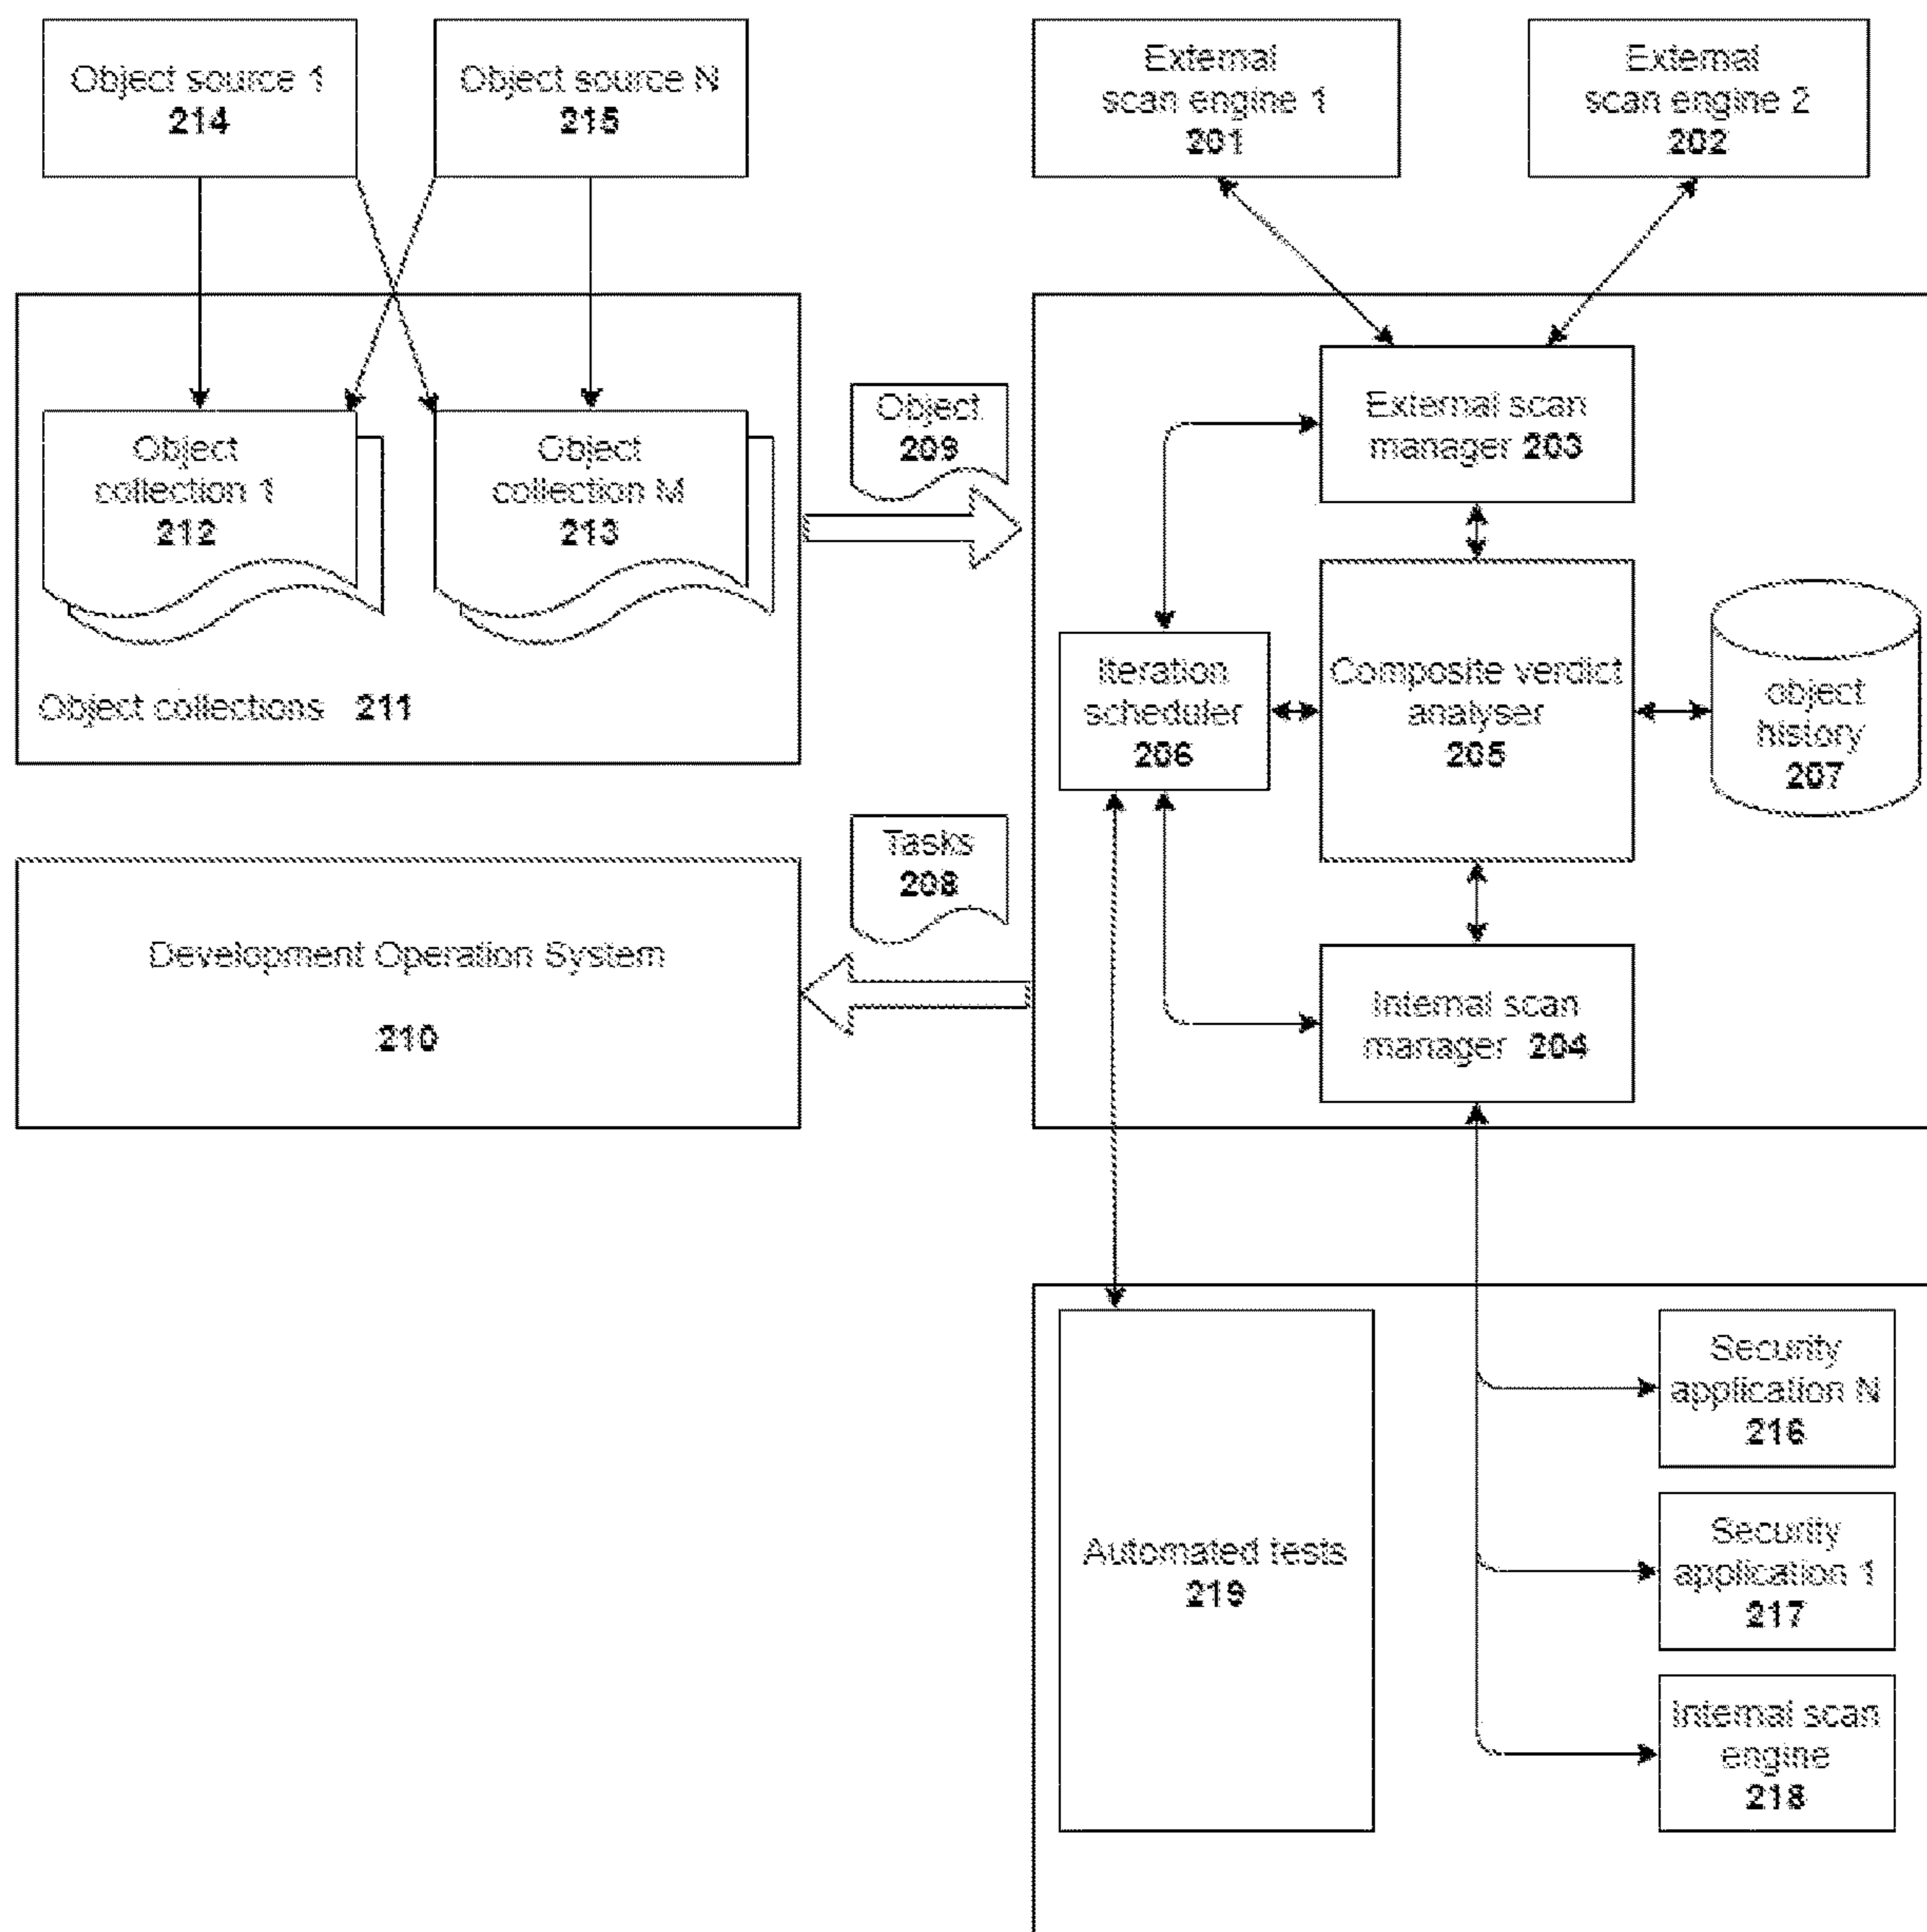 Object source 1
214
Object source N
215
External
scan engine 1
201
External
scan engine 2
202
Object
collection 1
212
Object
collection M
213
Object collections 211
Object
209
External scan
manager 203
Iteration
scheduler
206
Composite verdict
analyser
205
object
history
207
Tasks
208
Development Operation System
210
Internal scan
manager 204
Automated tests
219
Security
application N
216
Security
application 1
217
Internal scan
engine
218